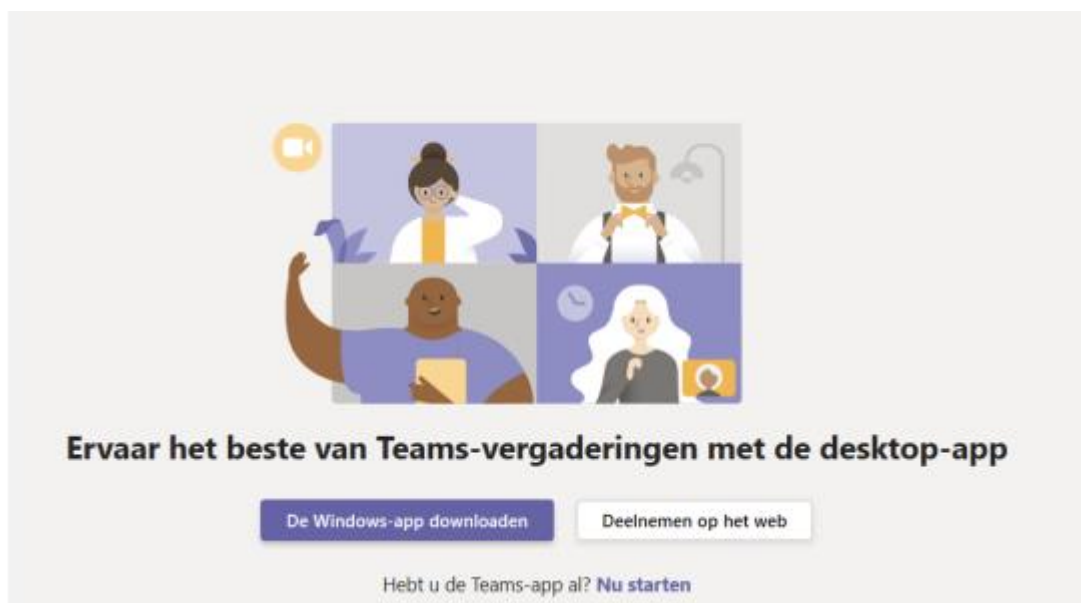 Ervaar het beste van Teams-vergaderingen met de desktop-app
De Windows-app downloaden
Deelnemen op het web
Hebt u de Teams-app al? Nu starten